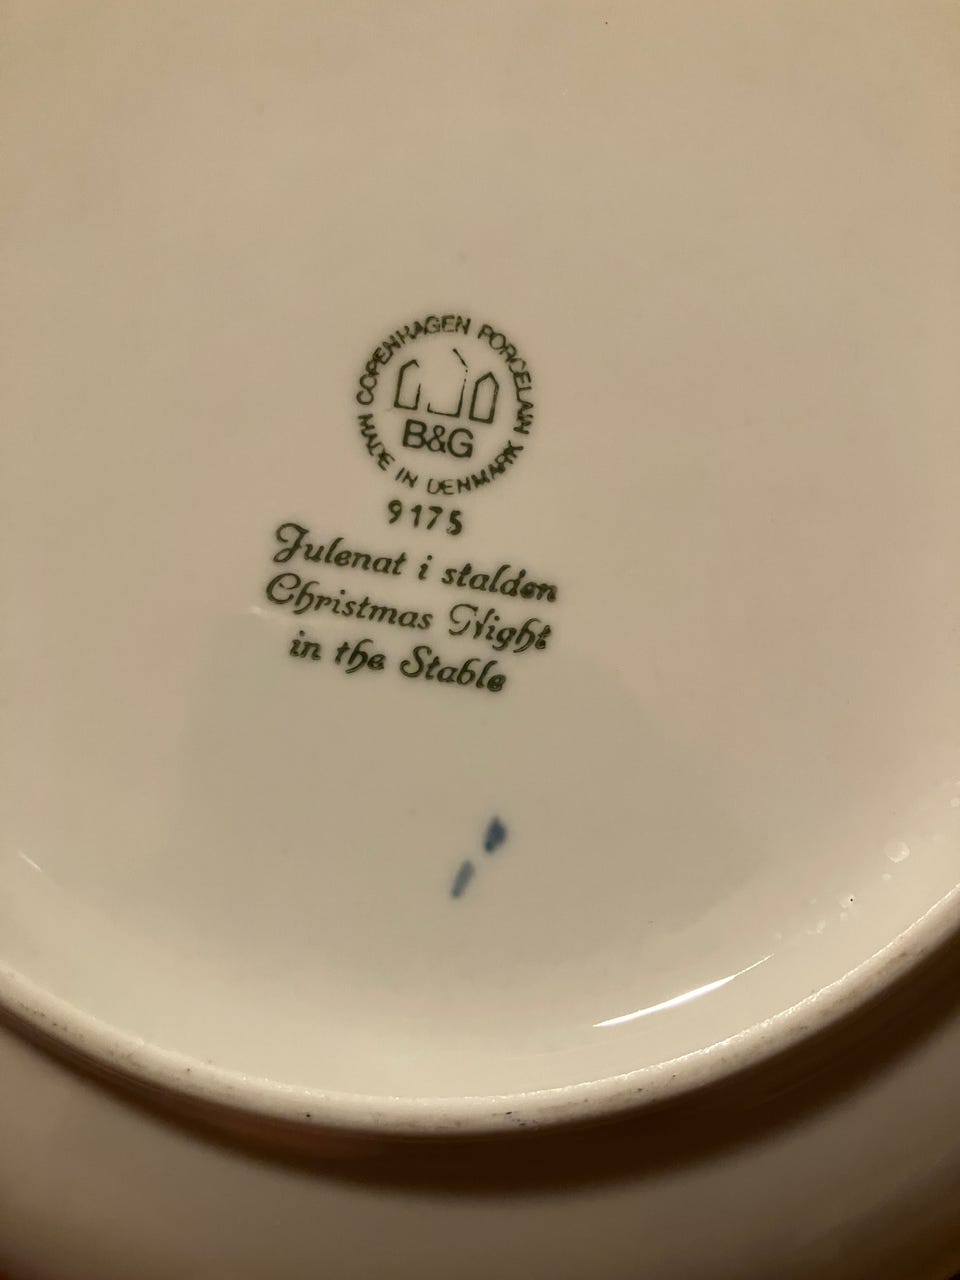 COPENHAGEN PORCELAIN
B&G
MADE IN DENMARK
9175
Julenat i stalden
Christmas Night
in the Stable